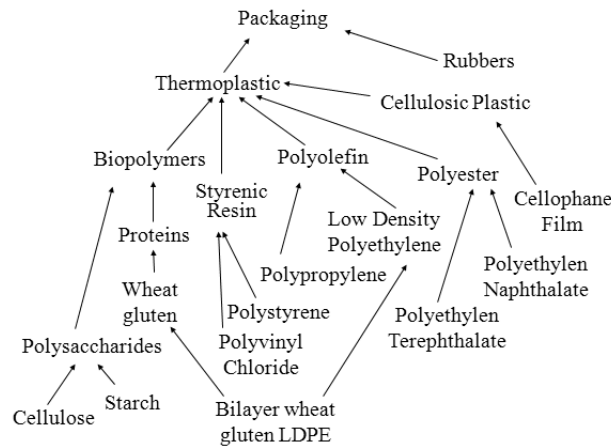 Packaging
Rubbers
Thermoplastic
Cellulosic Plastic
Biopolymers
Polyolefin
Polyester
Styrenic
Resin
Cellophane
Film
Low Density
Polyethylene
Proteins
Polypropylene
Polyethylen
Naphthalate
Wheat
gluten
Polystyrene
Polyethylen
Terephthalate
Polyvinyl
Chloride
Polysaccharides
Cellulose
Starch
Bilayer wheat
gluten LDPE